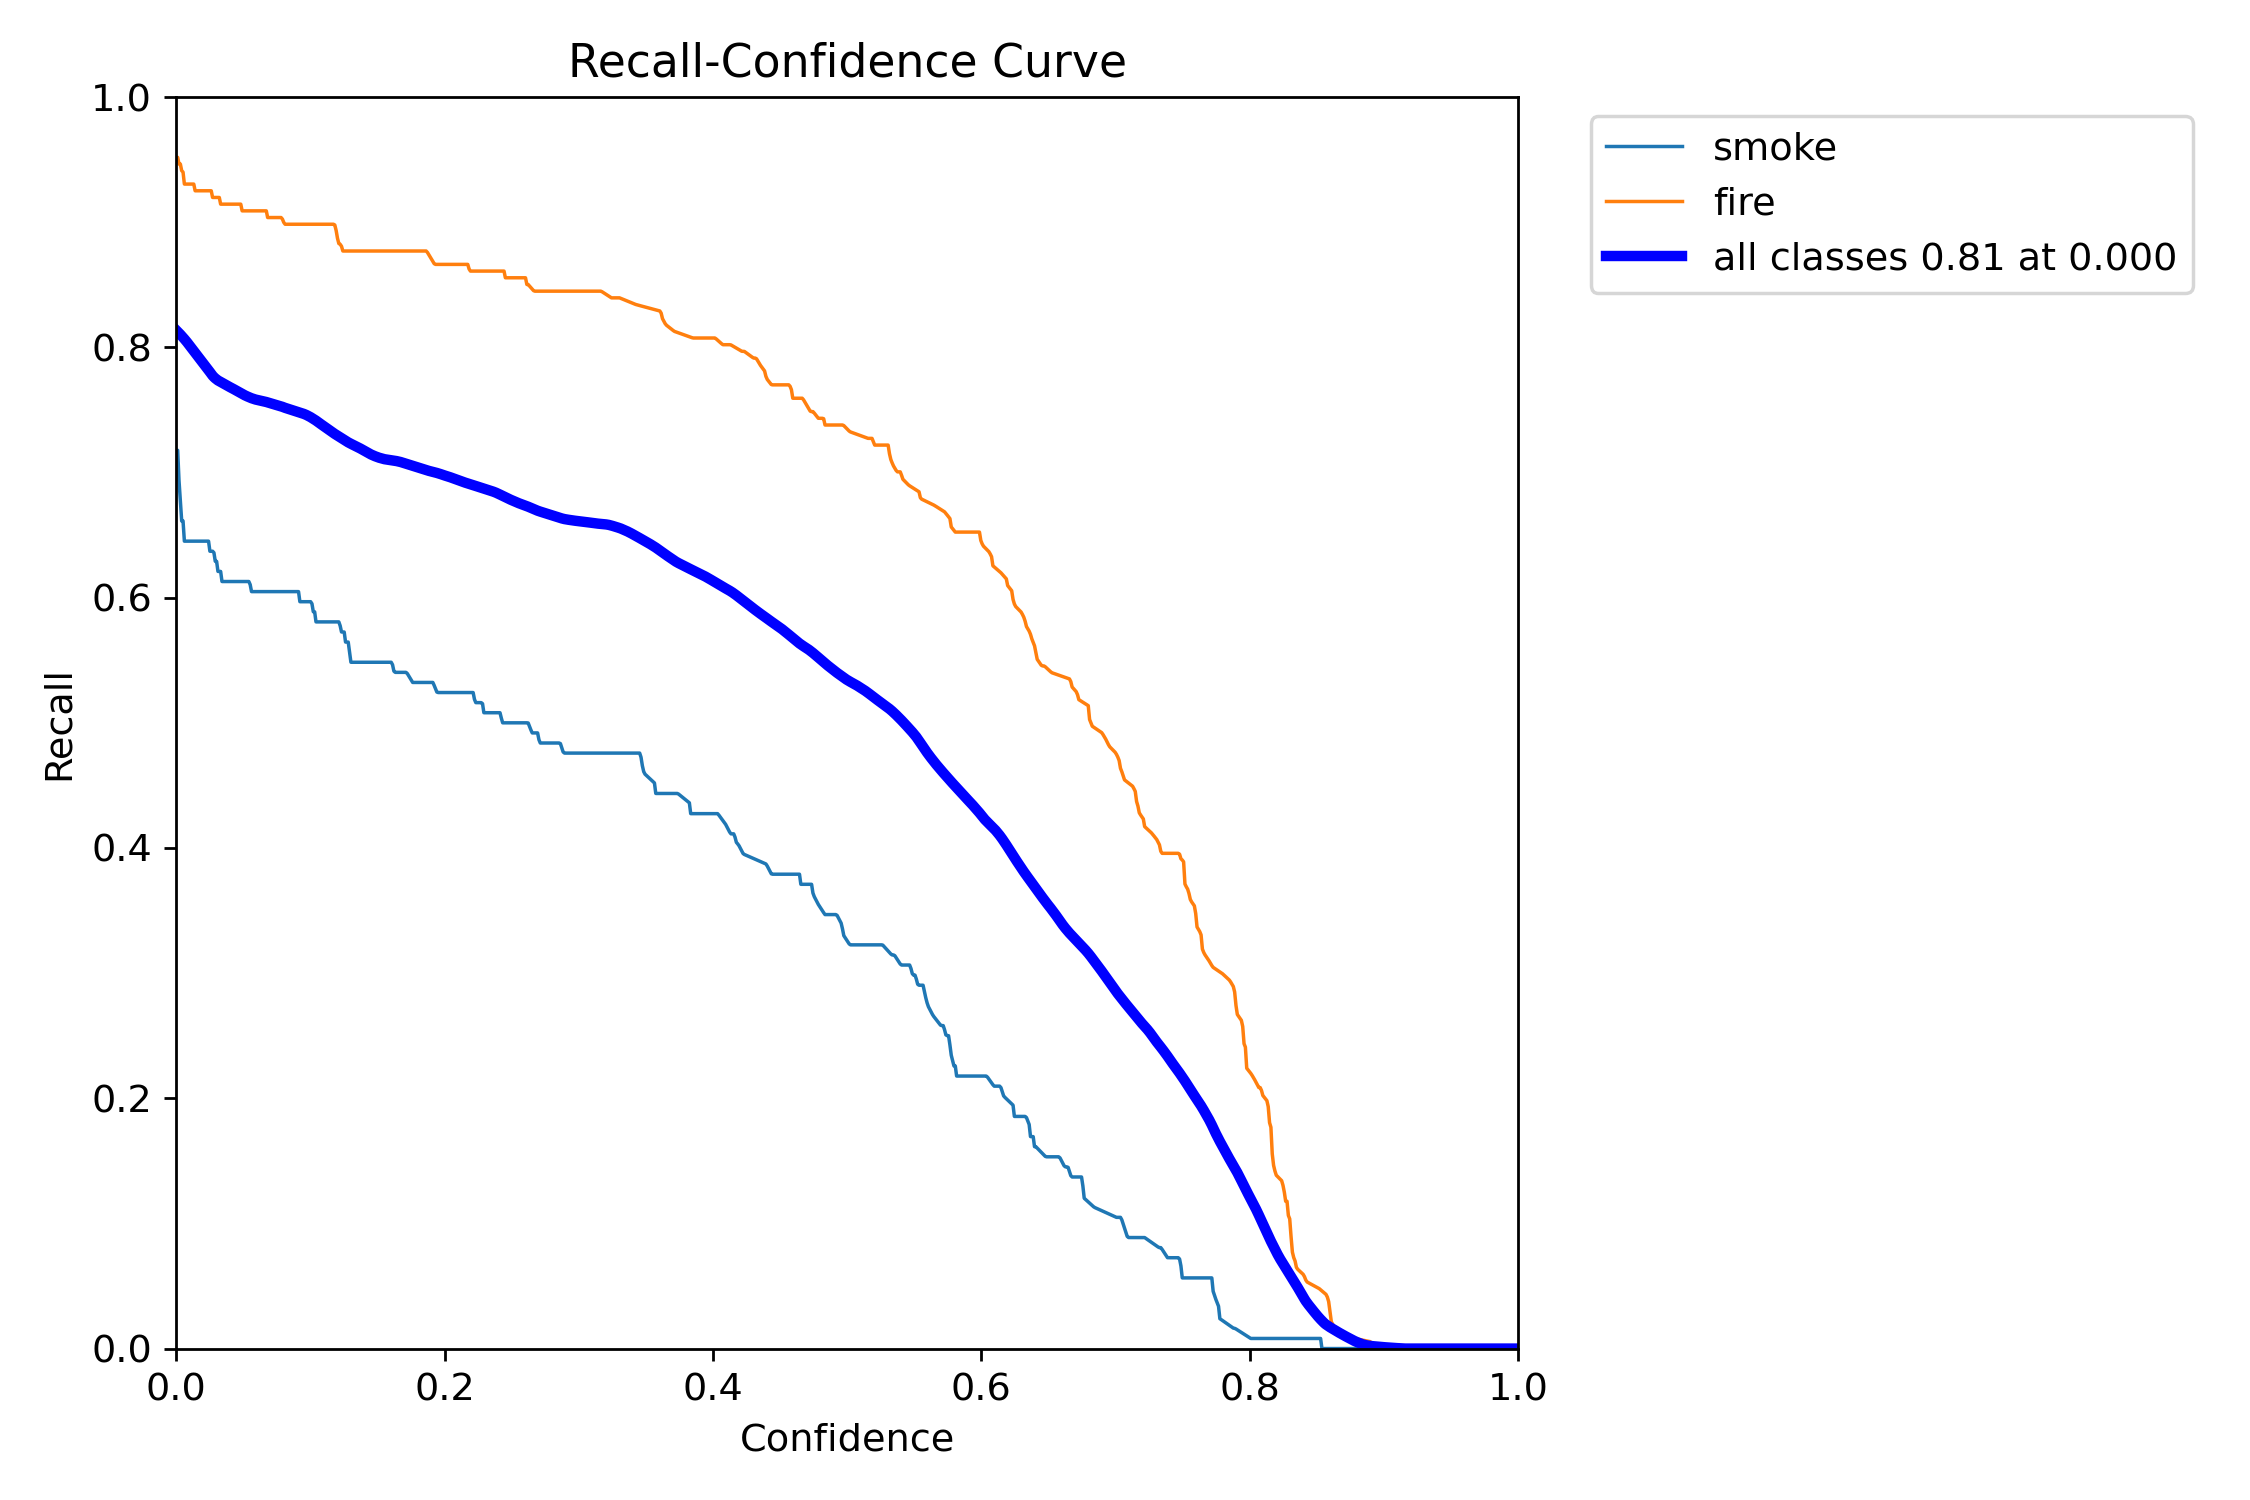 Recall-Confidence Curve
1.0
0.8
0.6
0.4
0.2
0.0
Recall
0.0 0.2 0.4 0.6 0.8 1.0
Confidence
smoke
fire
all classes 0.81 at 0.000